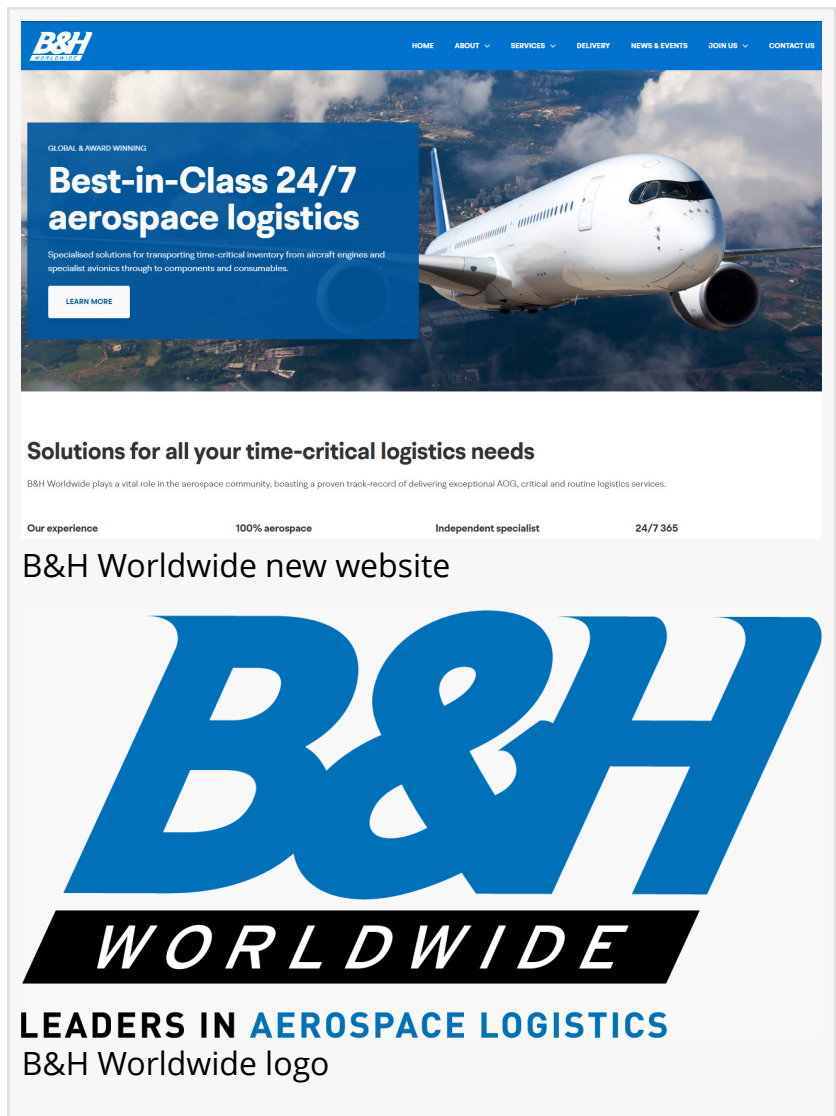 B&H
WORLDWIDE
HOME ABOUT SERVICES DELIVERY NEWS & EVENTS JOIN US CONTACT US
GLOBAL & AWARD WINNING
Best-in-Class 24/7
aerospace logistics
Specialised solutions for transporting time-critical inventory from aircraft engines and
specialist avionics through to components and consumables.
LEARN MORE
Solutions for all your time-critical logistics needs
B&H Worldwide plays a vital role in the aerospace community, boasting a proven track-record of delivering exceptional AOG, critical and routine logistics services.
Our experience 100% aerospace Independent specialist 24/7 365
B&H Worldwide new website
B&H
WORLDWIDE
LEADERS IN AEROSPACE LOGISTICS
B&H Worldwide logo